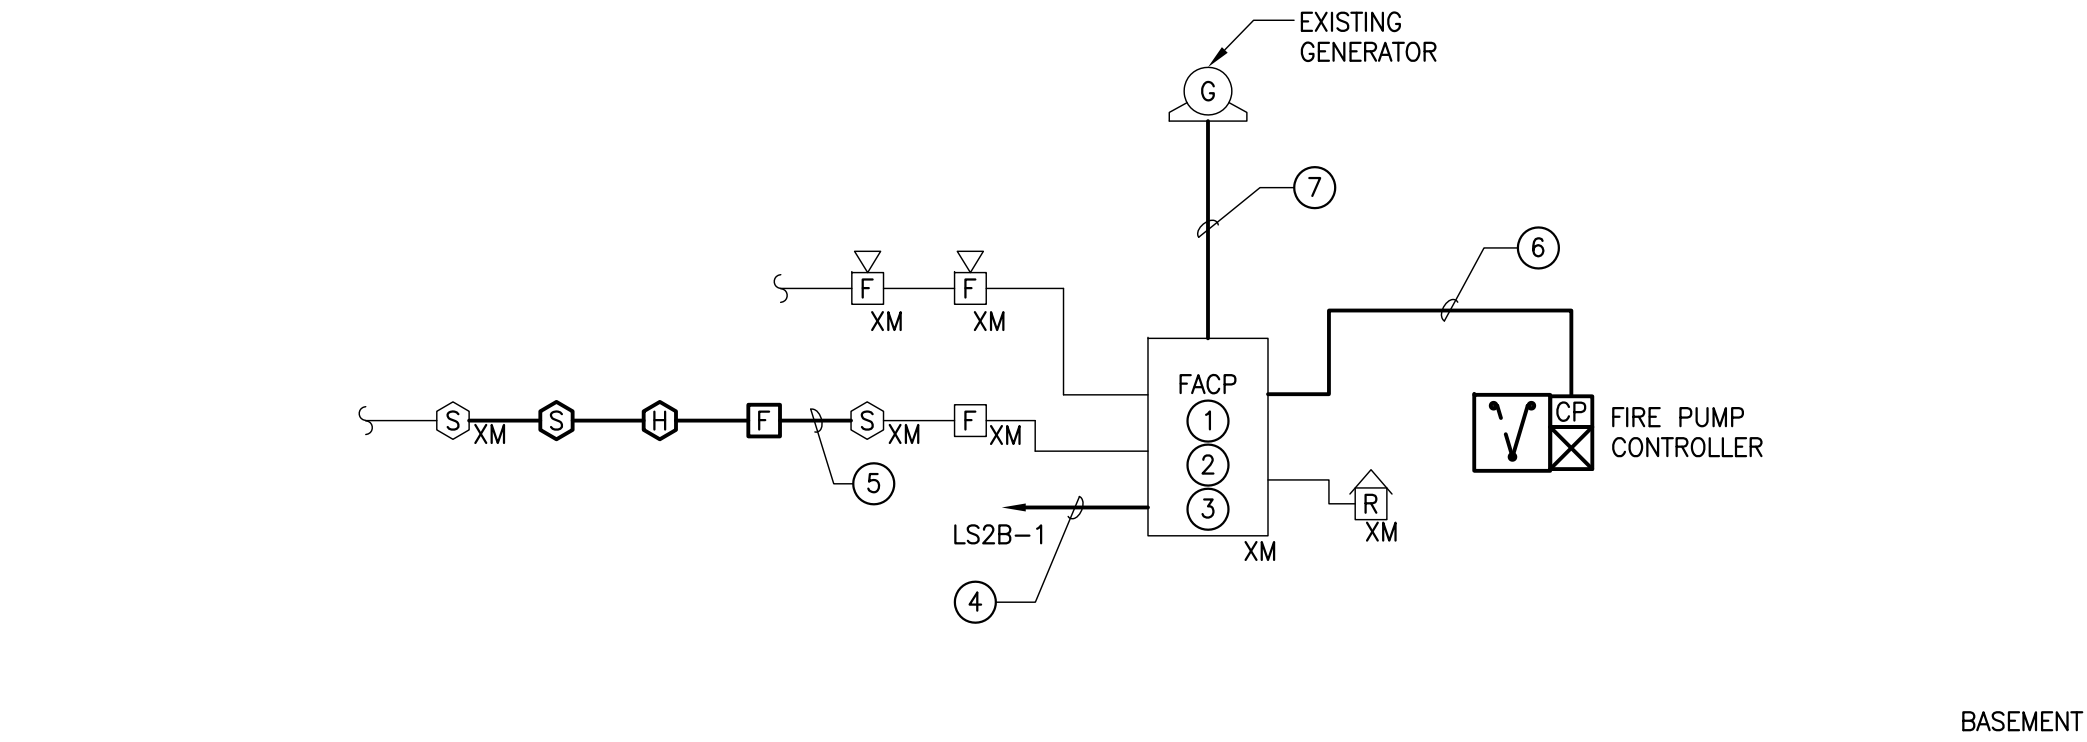 EXISTING
GENERATOR
G
7
6
F
F
XM
XM
FACP
1
2
3
XM
CP
FIRE PUMP
CONTROLLER
S
XM
S
H
F
S
XM
F
XM
5
R
XM
LS2B-1
4
BASEMENT